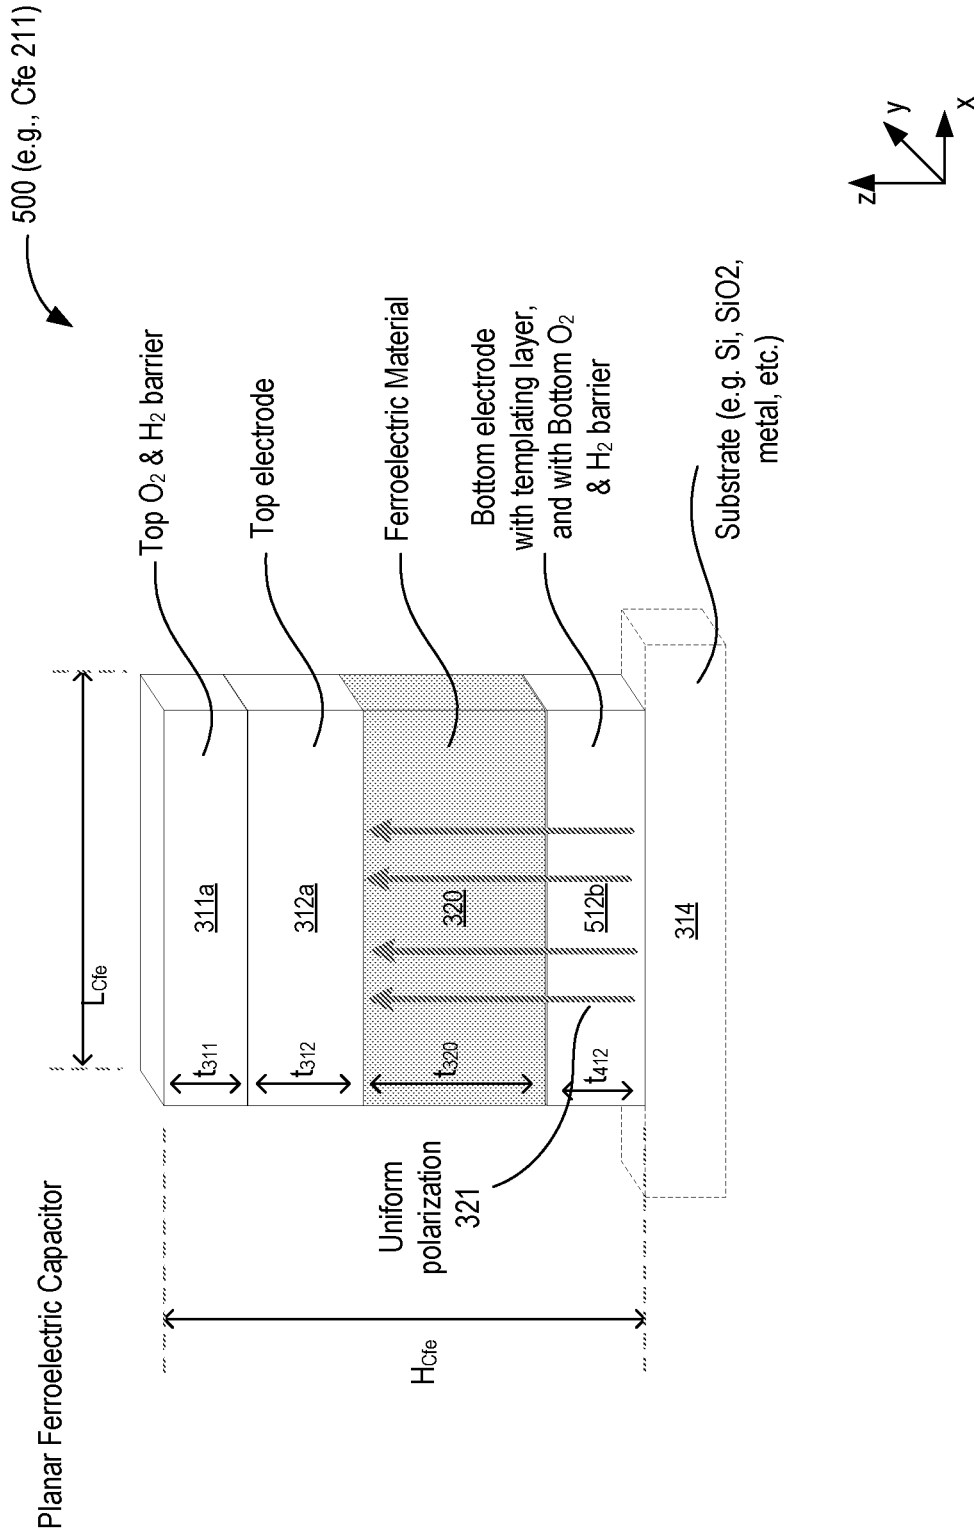 Planar Ferroelectric Capacitor
500 (e.g., Cfe 211)
LCfe
HCfe
Top O₂ & H₂ barrier
Top electrode
Ferroelectric Material
Bottom electrode
with templating layer,
and with Bottom O₂
& H₂ barrier
Substrate (e.g. Si, SiO2,
metal, etc.)
t311
311a
t312
312a
t320
320
t412
512b
314
Uniform
polarization
321
z
y
x